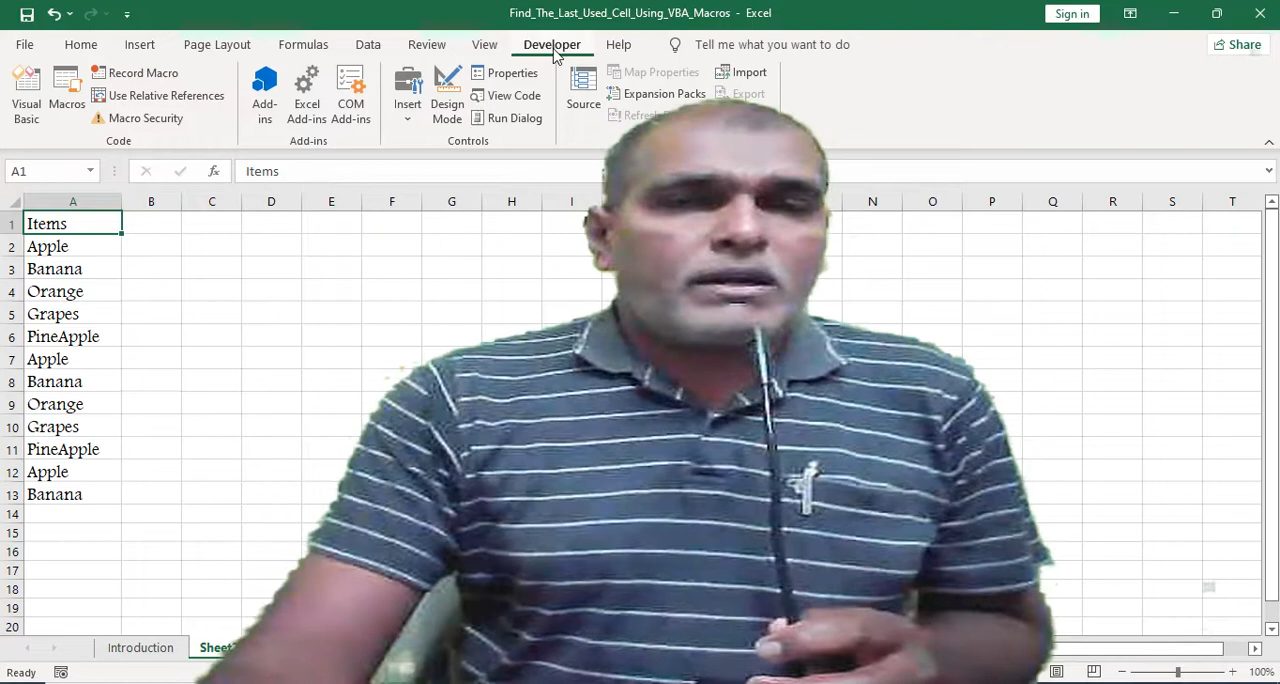 Find_The_Last_Used_Cell_Using_VBA_Macros - Excel
Sign in
File Home Insert Page Layout Formulas Data Review View Developer Help Tell me what you want to do Share
Visual Basic
Macros
Record Macro
Use Relative References
Macro Security
Code
Add-ins
Excel Add-ins
COM Add-ins
Add-ins
Insert
Design Mode
Properties
View Code
Run Dialog
Controls
Source
Map Properties
Expansion Packs
Import
Export
A1 fx Items
A B C D E F G H I N O P Q R S T
1 Items
2 Apple
3 Banana
4 Orange
5 Grapes
6 PineApple
7 Apple
8 Banana
9 Orange
10 Grapes
11 PineApple
12 Apple
13 Banana
14
15
16
17
18
19
20
Introduction
Ready
100%